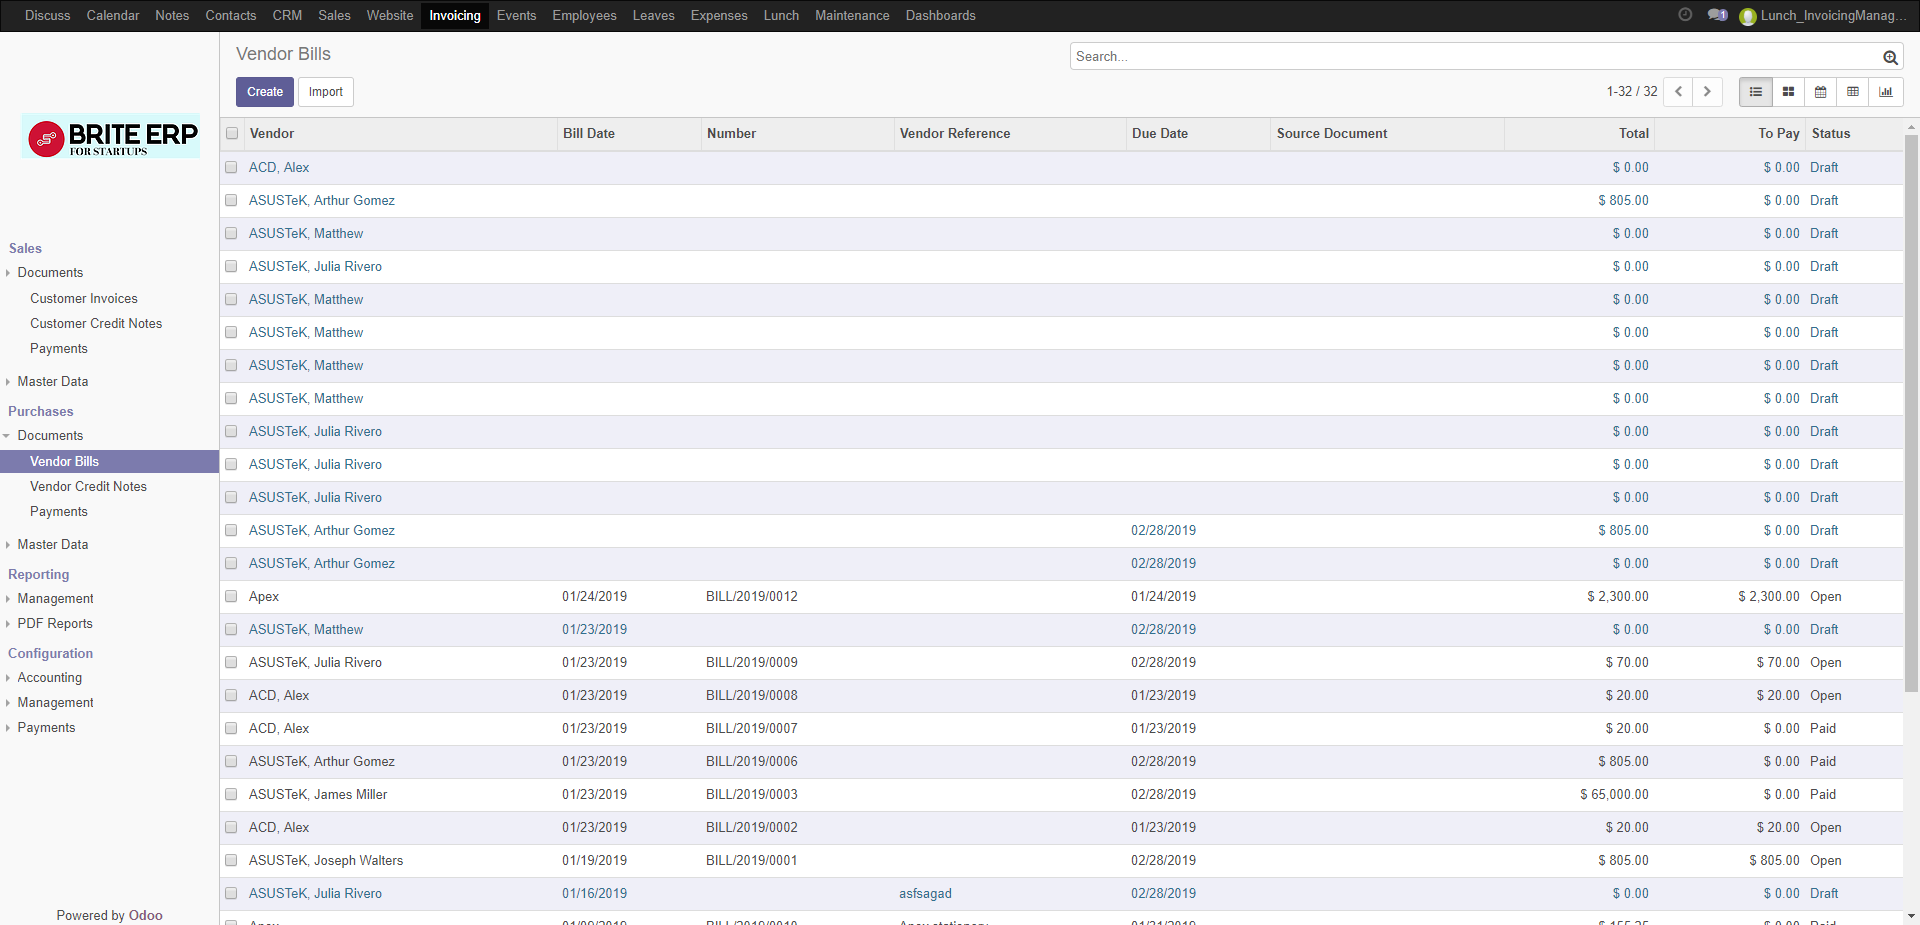 Discuss Calendar Notes Contacts CRM Sales Website Invoicing Events Employees Leaves Expenses Lunch Maintenance Dashboards 1 Lunch_InvoicingManag...
Vendor Bills
Search...
Create Import
1-32 / 32
BRITE ERP
FOR STARTUPS
Sales
Documents
Customer Invoices
Customer Credit Notes
Payments
Master Data
Purchases
Documents
Vendor Bills
Vendor Credit Notes
Payments
Master Data
Reporting
Management
PDF Reports
Configuration
Accounting
Management
Payments
Powered by Odoo
Vendor Bill Date Number Vendor Reference Due Date Source Document Total To Pay Status
ACD, Alex $ 0.00 $ 0.00 Draft
ASUSTeK, Arthur Gomez $ 805.00 $ 0.00 Draft
ASUSTeK, Matthew $ 0.00 $ 0.00 Draft
ASUSTeK, Julia Rivero $ 0.00 $ 0.00 Draft
ASUSTeK, Matthew $ 0.00 $ 0.00 Draft
ASUSTeK, Matthew $ 0.00 $ 0.00 Draft
ASUSTeK, Matthew $ 0.00 $ 0.00 Draft
ASUSTeK, Matthew $ 0.00 $ 0.00 Draft
ASUSTeK, Julia Rivero $ 0.00 $ 0.00 Draft
ASUSTeK, Julia Rivero $ 0.00 $ 0.00 Draft
ASUSTeK, Julia Rivero $ 0.00 $ 0.00 Draft
ASUSTeK, Arthur Gomez 02/28/2019 $ 805.00 $ 0.00 Draft
ASUSTeK, Arthur Gomez 02/28/2019 $ 0.00 $ 0.00 Draft
Apex 01/24/2019 BILL/2019/0012 01/24/2019 $ 2,300.00 $ 2,300.00 Open
ASUSTeK, Matthew 01/23/2019 02/28/2019 $ 0.00 $ 0.00 Draft
ASUSTeK, Julia Rivero 01/23/2019 BILL/2019/0009 02/28/2019 $ 70.00 $ 70.00 Open
ACD, Alex 01/23/2019 BILL/2019/0008 01/23/2019 $ 20.00 $ 20.00 Open
ACD, Alex 01/23/2019 BILL/2019/0007 01/23/2019 $ 20.00 $ 0.00 Paid
ASUSTeK, Arthur Gomez 01/23/2019 BILL/2019/0006 02/28/2019 $ 805.00 $ 0.00 Paid
ASUSTeK, James Miller 01/23/2019 BILL/2019/0003 02/28/2019 $ 65,000.00 $ 0.00 Paid
ACD, Alex 01/23/2019 BILL/2019/0002 01/23/2019 $ 20.00 $ 20.00 Open
ASUSTeK, Joseph Walters 01/19/2019 BILL/2019/0001 02/28/2019 $ 805.00 $ 805.00 Open
ASUSTeK, Julia Rivero 01/16/2019 asfsagad 02/28/2019 $ 0.00 $ 0.00 Draft